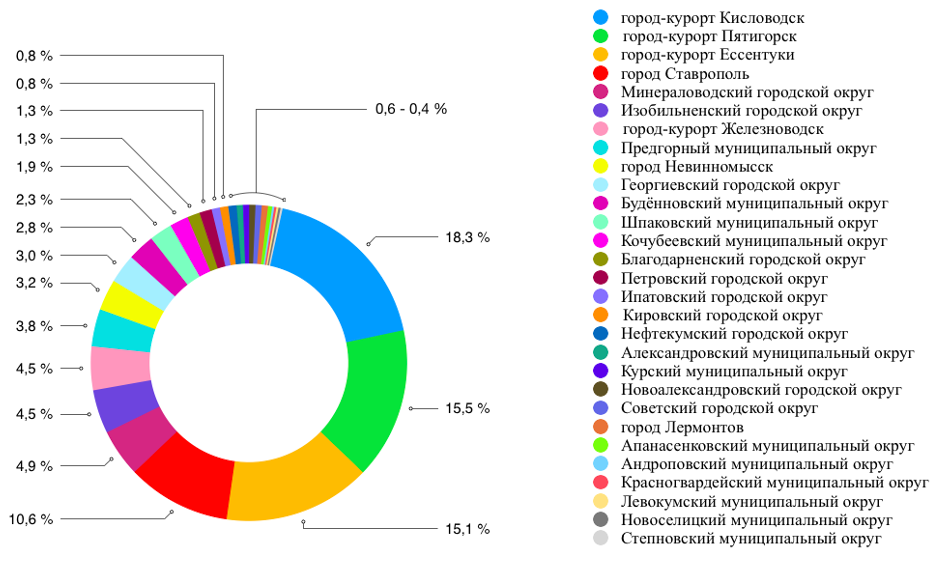 0,8 %
0,8 %
1,3 %
1,3 %
1,9 %
2,3 %
2,8 %
3,0 %
3,2 %
3,8 %
4,5 %
4,5 %
4,9 %
10,6 %
0,6 - 0,4 %
18,3 %
15,5 %
15,1 %
город-курорт Кисловодск
город-курорт Пятигорск
город-курорт Ессентуки
город Ставрополь
Минераловодский городской округ
Изобильненский городской округ
город-курорт Железноводск
Предгорный муниципальный округ
город Невинномысск
Георгиевский городской округ
Будённовский муниципальный округ
Шпаковский муниципальный округ
Кочубеевский муниципальный округ
Благодарненский городской округ
Петровский городской округ
Ипатовский городской округ
Кировский городской округ
Нефтекумский городской округ
Александровский муниципальный округ
Курский муниципальный округ
Новоалександровский городской округ
Советский городской округ
город Лермонтов
Апанасенковский муниципальный округ
Андроповский муниципальный округ
Красногвардейский муниципальный округ
Левокумский муниципальный округ
Новоселицкий муниципальный округ
Степновский муниципальный округ